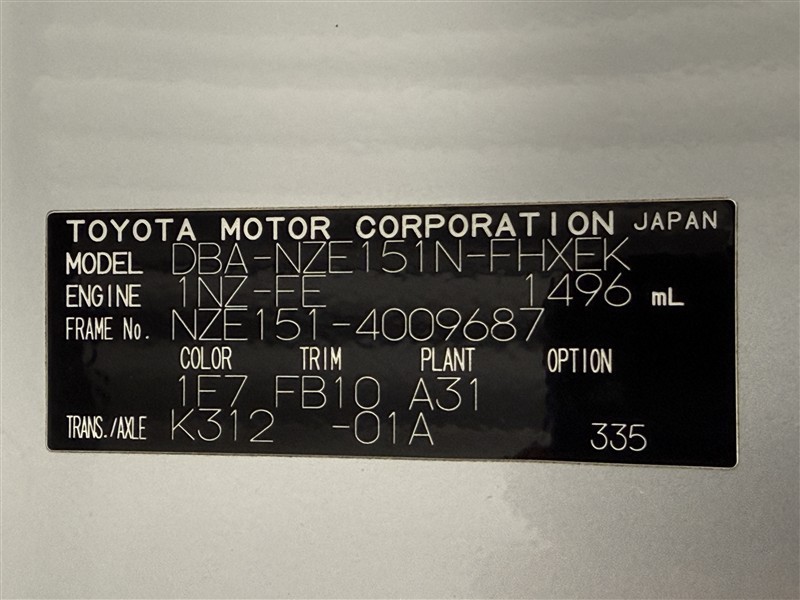 TOYOTA MOTOR CORPORATION JAPAN
MODEL DBA-NZE151N-FHXEK
ENGINE 1NZ-FE 1496 mL
FRAME No. NZE151-4009687
COLOR TRIM PLANT OPTION
1F7 FB10 A31
TRANS./AXLE K312 -01A 335